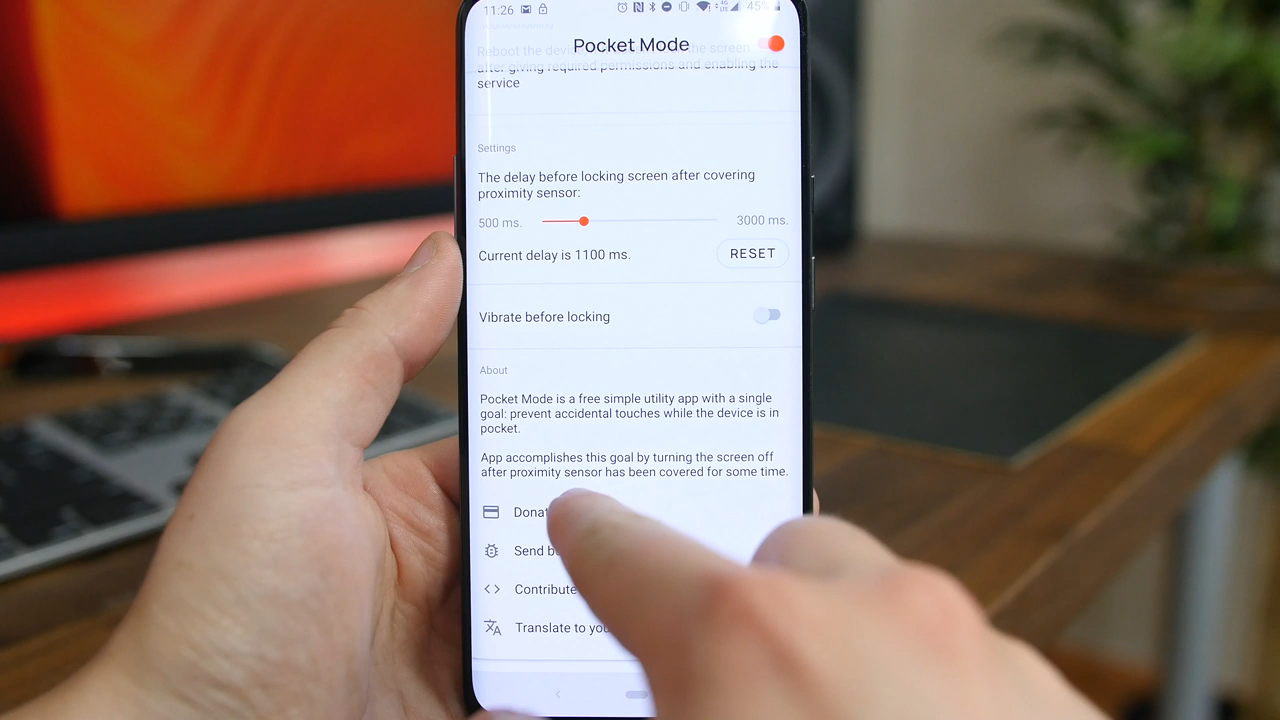 11:26
45%
Pocket Mode
Reboot the device the screen
after giving required permissions and enabling the
service
Settings
The delay before locking screen after covering
proximity sensor:
500 ms.
3000 ms.
Current delay is 1100 ms.
RESET
Vibrate before locking
About
Pocket Mode is a free simple utility app with a single
goal: prevent accidental touches while the device is in
pocket.
App accomplishes this goal by turning the screen off
after proximity sensor has been covered for some time.
Donat
Send b
Contribute
Translate to you